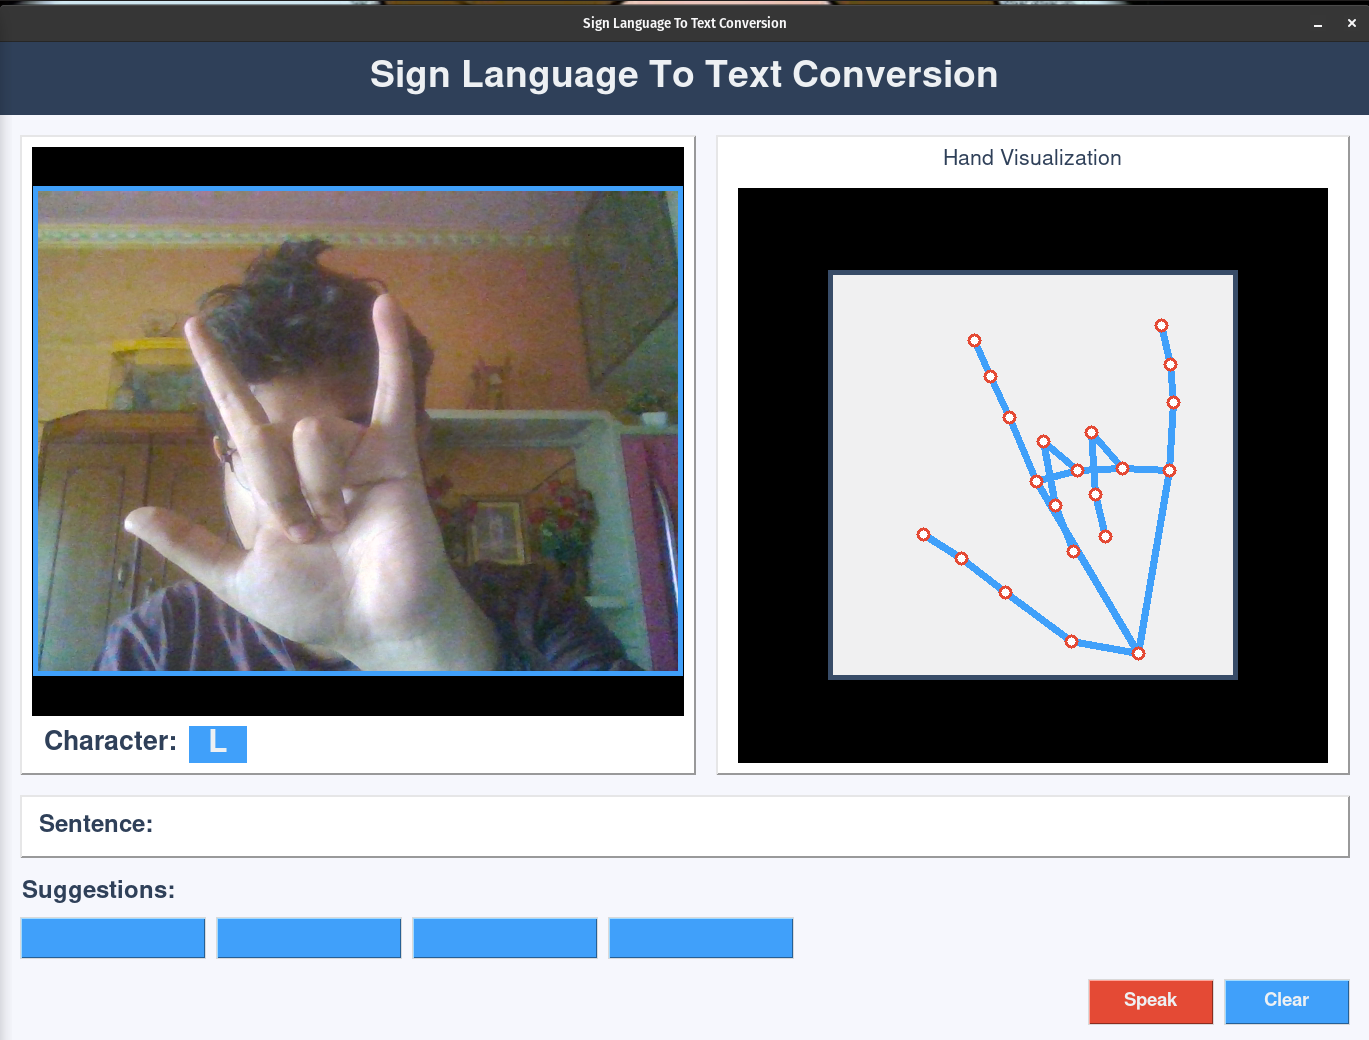 Sign Language To Text Conversion
Sign Language To Text Conversion
Hand Visualization
Character: L
Sentence:
Suggestions:
Speak
Clear